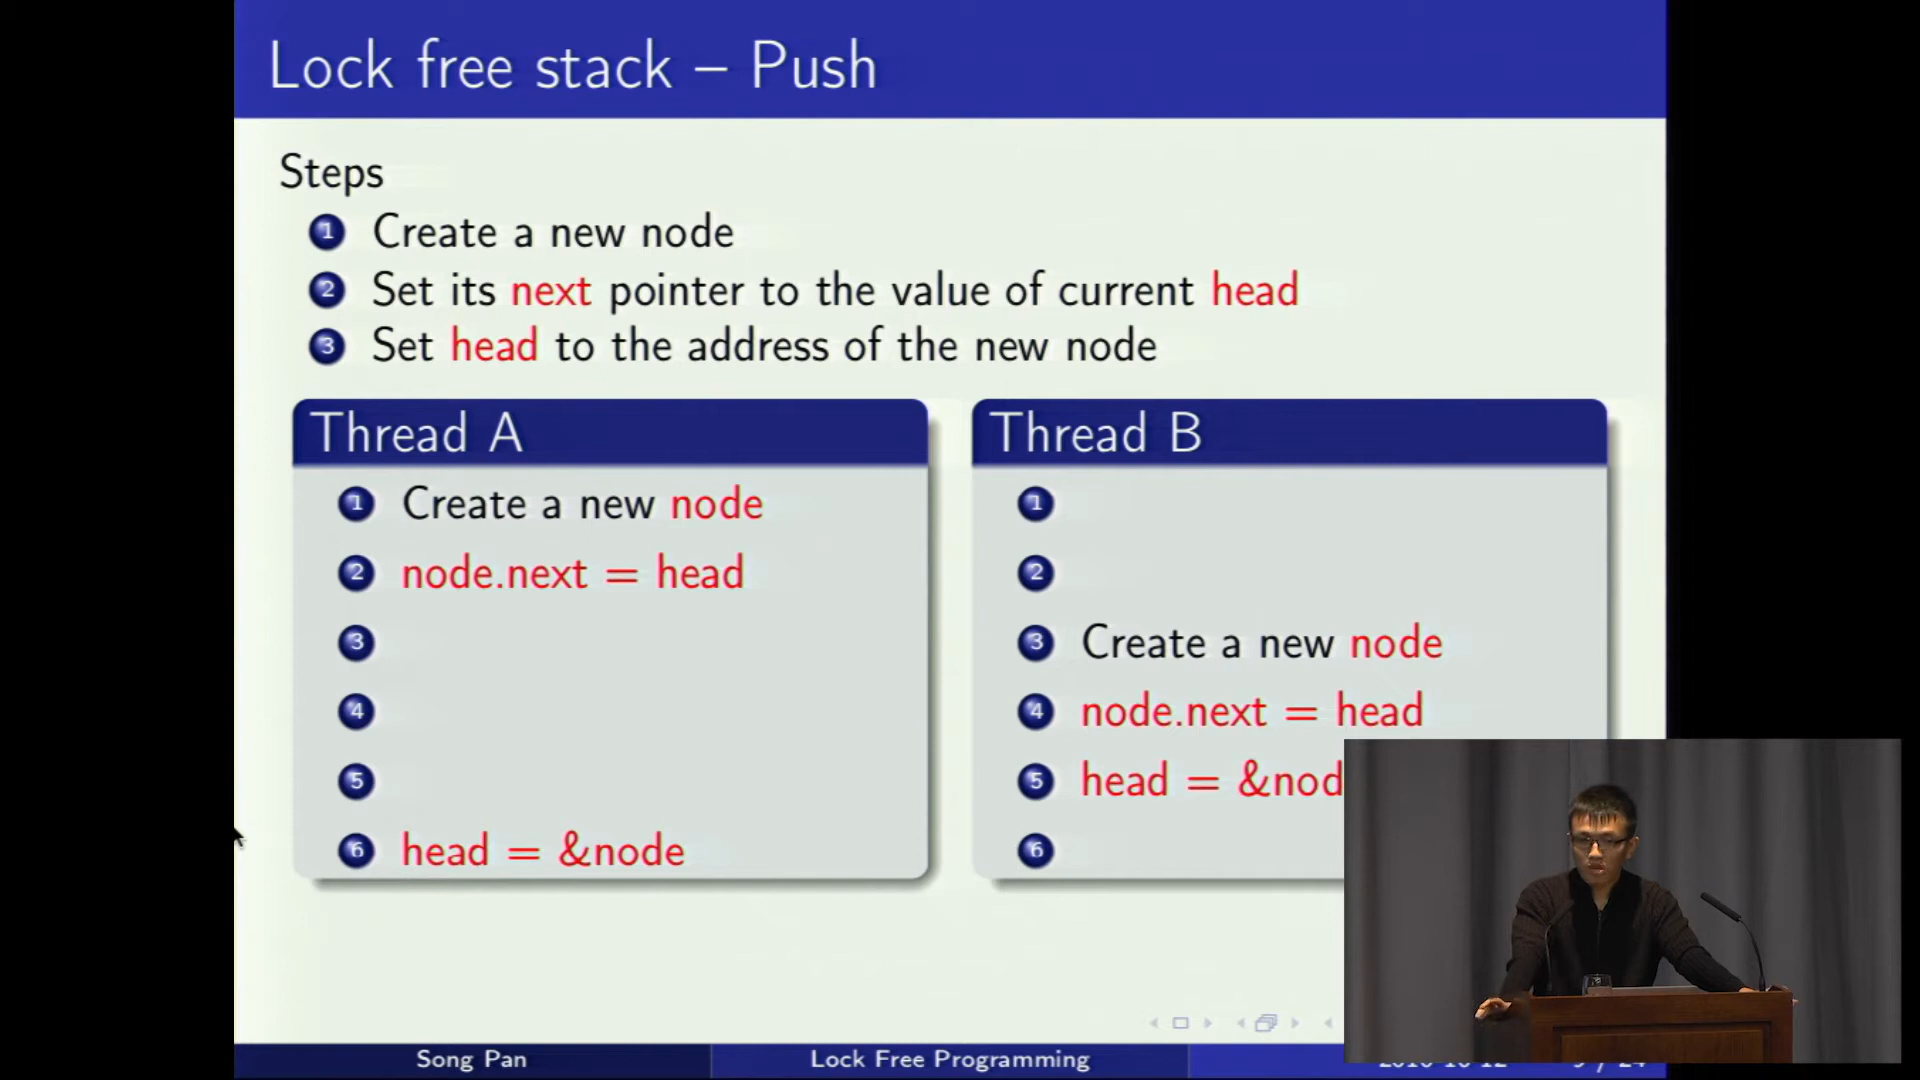 Lock free stack – Push
Steps
1 Create a new node
2 Set its next pointer to the value of current head
3 Set head to the address of the new node
Thread A
1 Create a new node
2 node.next = head
3
4
5
6 head = &node
Thread B
1
2
3 Create a new node
4 node.next = head
5 head = &nod
6
Song Pan
Lock Free Programming